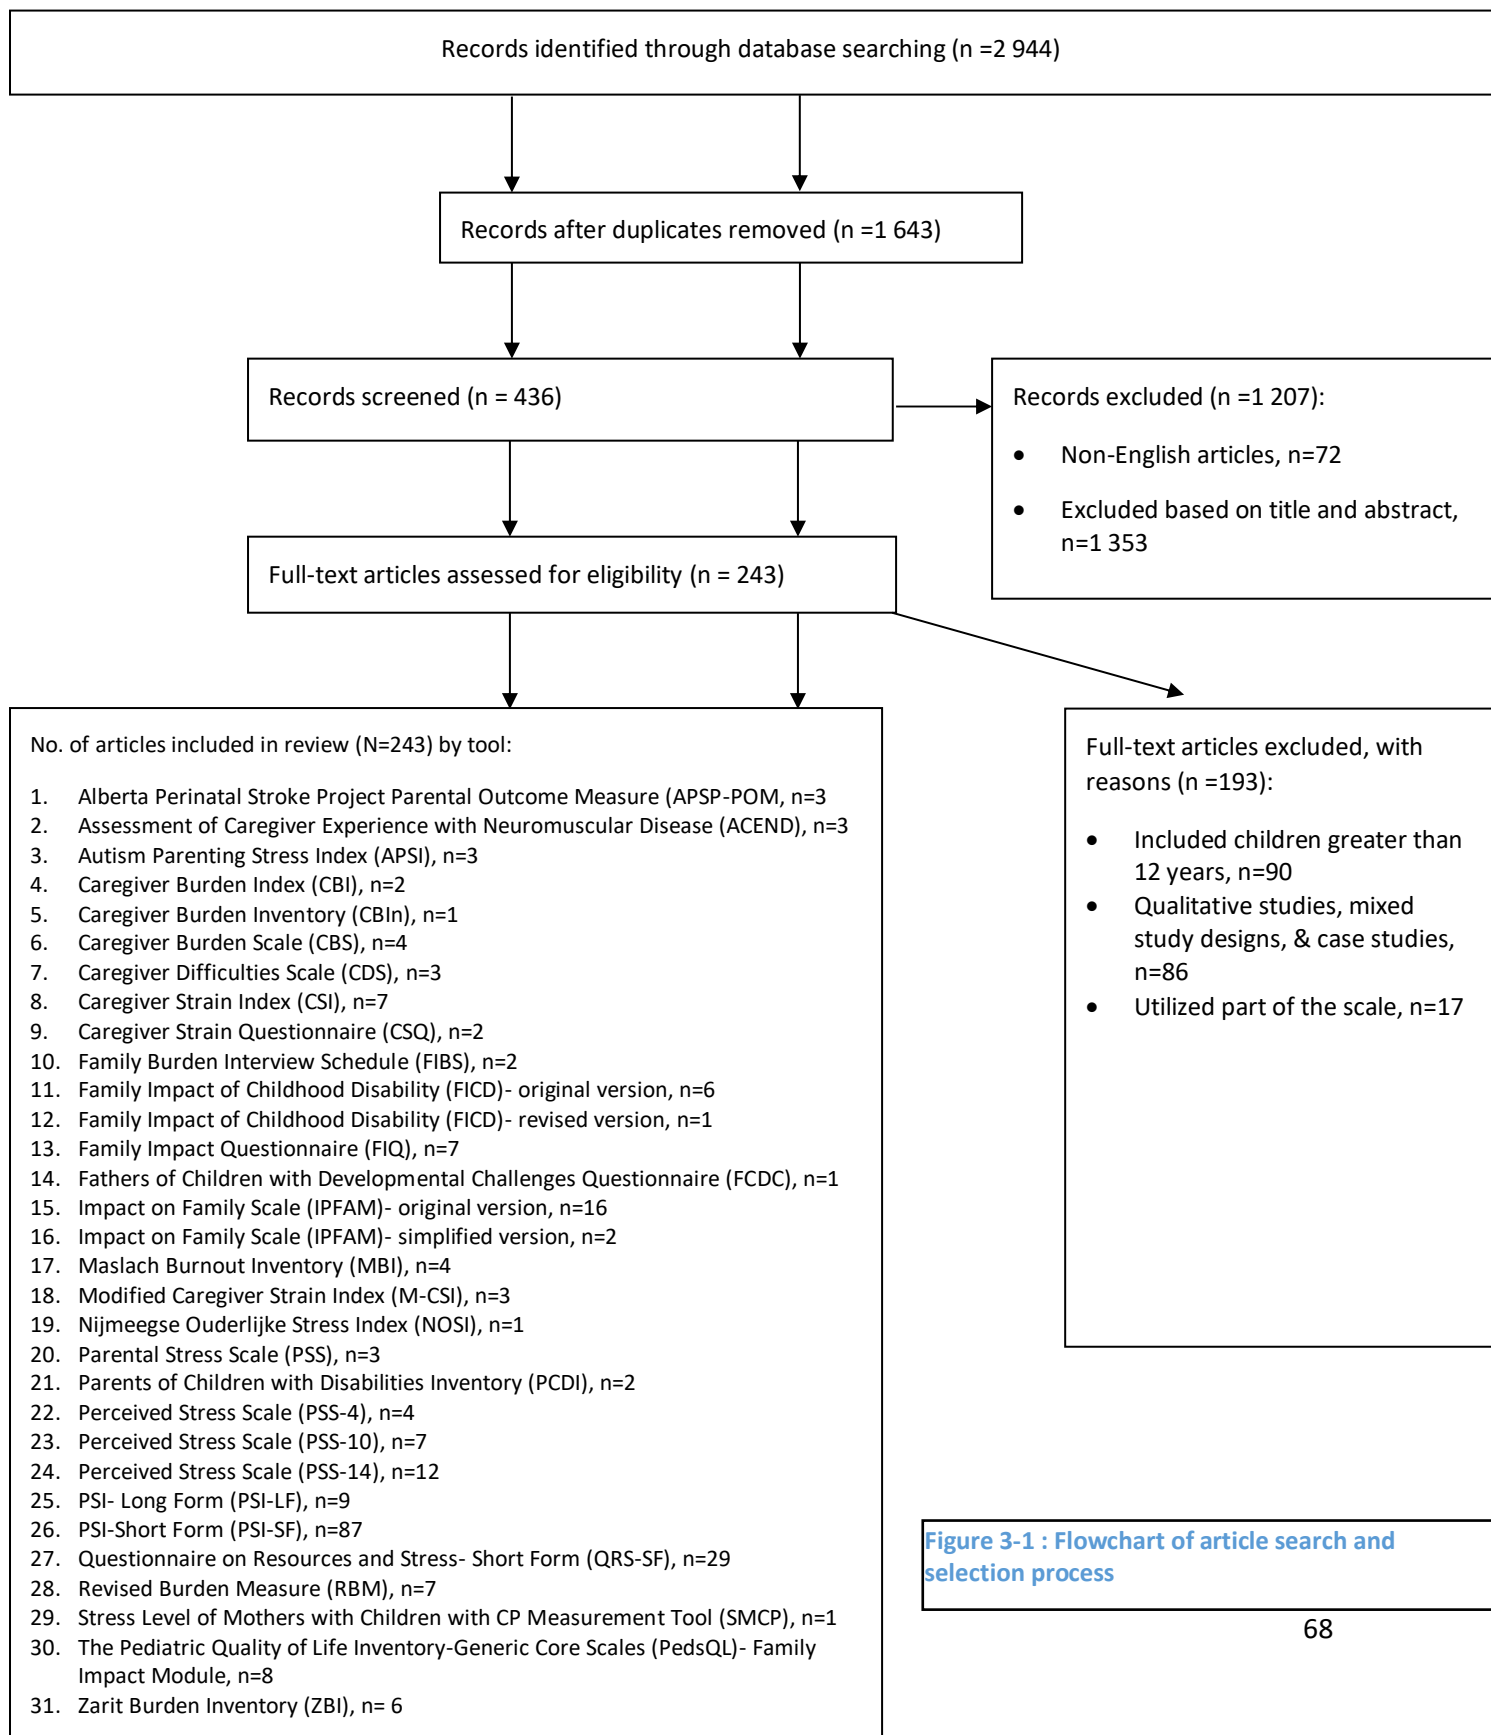 Records identified through database searching (n =2 944)
Records after duplicates removed (n =1 643)
Records screened (n = 436)
Records excluded (n =1 207):
• Non-English articles, n=72
• Excluded based on title and abstract,
n=1 353
Full-text articles assessed for eligibility (n = 243)
No. of articles included in review (N=243) by tool:
1. Alberta Perinatal Stroke Project Parental Outcome Measure (APSP-POM, n=3
2. Assessment of Caregiver Experience with Neuromuscular Disease (ACEND), n=3
3. Autism Parenting Stress Index (APSI), n=3
4. Caregiver Burden Index (CBI), n=2
5. Caregiver Burden Inventory (CBIn), n=1
6. Caregiver Burden Scale (CBS), n=4
7. Caregiver Difficulties Scale (CDS), n=3
8. Caregiver Strain Index (CSI), n=7
9. Caregiver Strain Questionnaire (CSQ), n=2
10. Family Burden Interview Schedule (FIBS), n=2
11. Family Impact of Childhood Disability (FICD)- original version, n=6
12. Family Impact of Childhood Disability (FICD)- revised version, n=1
13. Family Impact Questionnaire (FIQ), n=7
14. Fathers of Children with Developmental Challenges Questionnaire (FCDC), n=1
15. Impact on Family Scale (IPFAM)- original version, n=16
16. Impact on Family Scale (IPFAM)- simplified version, n=2
17. Maslach Burnout Inventory (MBI), n=4
18. Modified Caregiver Strain Index (M-CSI), n=3
19. Nijmeegse Ouderlijke Stress Index (NOSI), n=1
20. Parental Stress Scale (PSS), n=3
21. Parents of Children with Disabilities Inventory (PCDI), n=2
22. Perceived Stress Scale (PSS-4), n=4
23. Perceived Stress Scale (PSS-10), n=7
24. Perceived Stress Scale (PSS-14), n=12
25. PSI- Long Form (PSI-LF), n=9
26. PSI-Short Form (PSI-SF), n=87
27. Questionnaire on Resources and Stress- Short Form (QRS-SF), n=29
28. Revised Burden Measure (RBM), n=7
29. Stress Level of Mothers with Children with CP Measurement Tool (SMCP), n=1
30. The Pediatric Quality of Life Inventory-Generic Core Scales (PedsQL)- Family
Impact Module, n=8
31. Zarit Burden Inventory (ZBI), n= 6
Full-text articles excluded, with
reasons (n =193):
• Included children greater than
12 years, n=90
• Qualitative studies, mixed
study designs, & case studies,
n=86
• Utilized part of the scale, n=17
Figure 3-1 : Flowchart of article search and
selection process
68